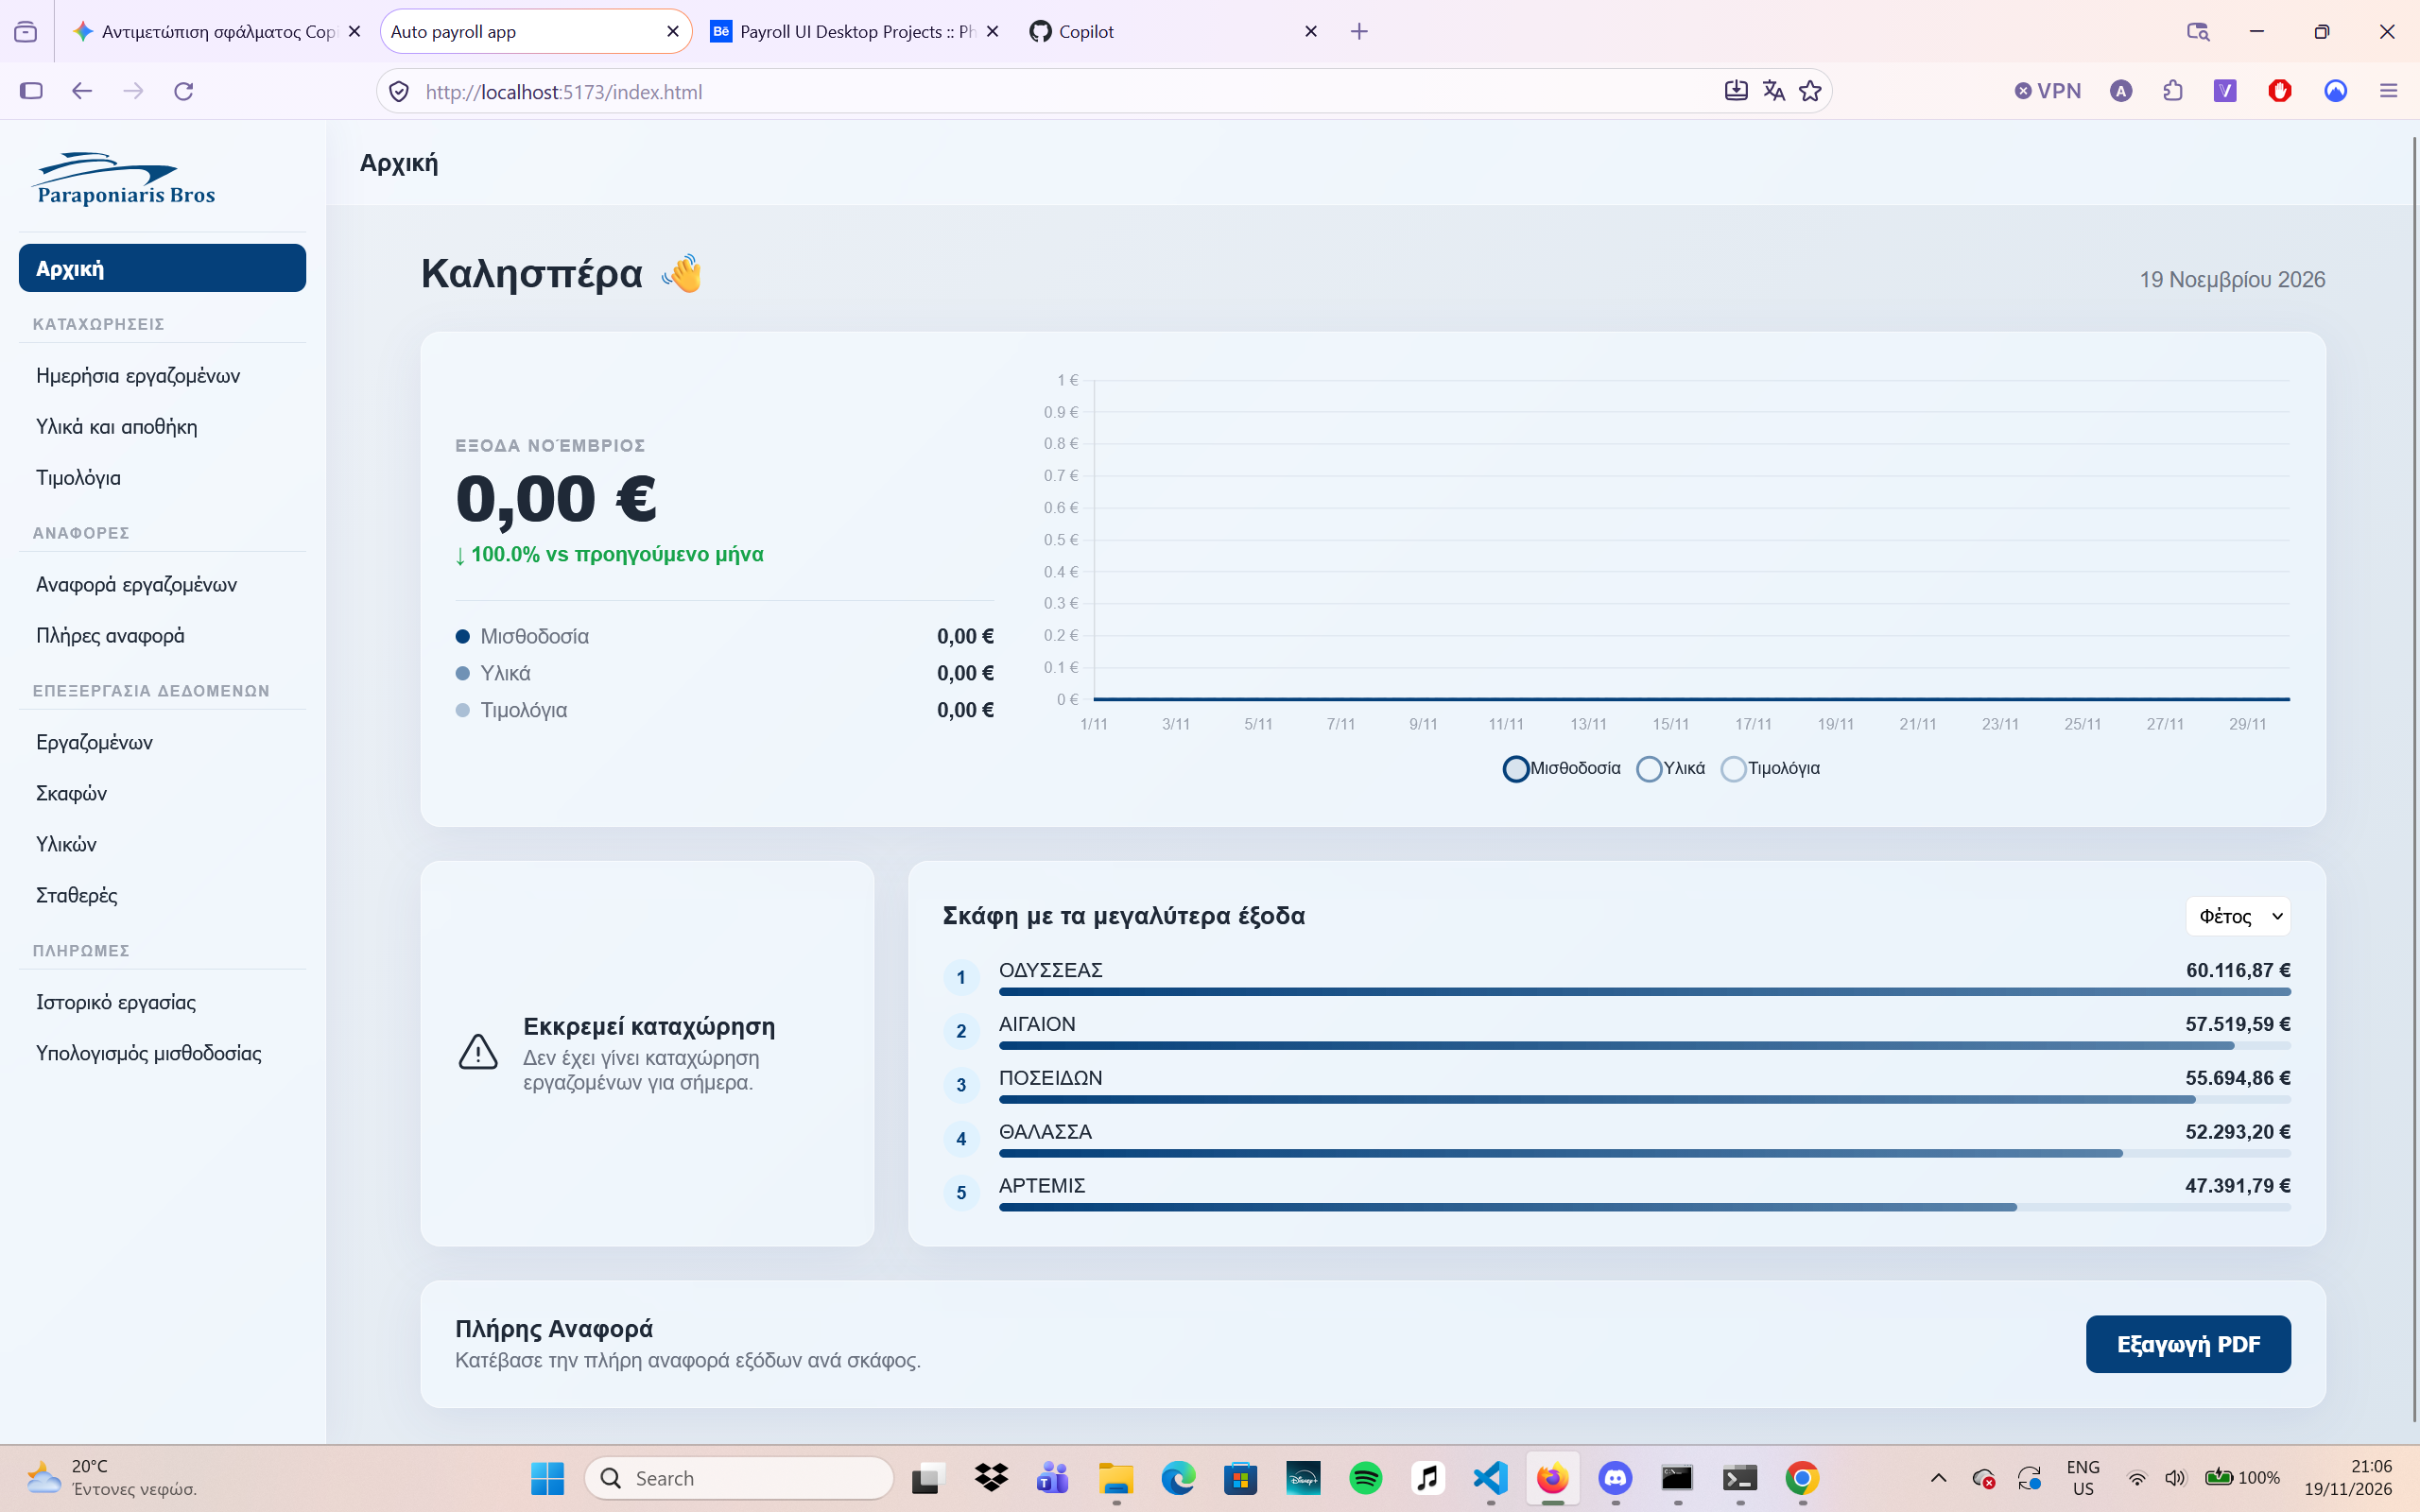 Αντιμετώπιση σφάλματος Copi
Auto payroll app
Bē Payroll UI Desktop Projects :: Ph
Copilot
http://localhost:5173/index.html
VPN
A
V
Paraponiaris Bros
Αρχική
ΚΑΤΑΧΩΡΗΣΕΙΣ
Ημερήσια εργαζομένων
Υλικά και αποθήκη
Τιμολόγια
ΑΝΑΦΟΡΕΣ
Αναφορά εργαζομένων
Πλήρες αναφορά
ΕΠΕΞΕΡΓΑΣΙΑ ΔΕΔΟΜΕΝΩΝ
Εργαζομένων
Σκαφών
Υλικών
Σταθερές
ΠΛΗΡΩΜΕΣ
Ιστορικό εργασίας
Υπολογισμός μισθοδοσίας
Αρχική
Καλησπέρα 👋
19 Νοεμβρίου 2026
ΕΞΟΔΑ ΝΟΈΜΒΡΙΟΣ
0,00 €
↓ 100.0% vs προηγούμενο μήνα
Μισθοδοσία 0,00 €
Υλικά 0,00 €
Τιμολόγια 0,00 €
1 €
0.9 €
0.8 €
0.7 €
0.6 €
0.5 €
0.4 €
0.3 €
0.2 €
0.1 €
0 €
1/11 3/11 5/11 7/11 9/11 11/11 13/11 15/11 17/11 19/11 21/11 23/11 25/11 27/11 29/11
Μισθοδοσία Υλικά Τιμολόγια
Εκκρεμεί καταχώρηση
Δεν έχει γίνει καταχώρηση
εργαζομένων για σήμερα.
Σκάφη με τα μεγαλύτερα έξοδα
Φέτος
1 ΟΔΥΣΣΕΑΣ 60.116,87 €
2 ΑΙΓΑΙΟΝ 57.519,59 €
3 ΠΟΣΕΙΔΩΝ 55.694,86 €
4 ΘΑΛΑΣΣΑ 52.293,20 €
5 ΑΡΤΕΜΙΣ 47.391,79 €
Πλήρης Αναφορά
Κατέβασε την πλήρη αναφορά εξόδων ανά σκάφος.
Εξαγωγή PDF
20°C
Έντονες νεφώσ.
Search
Disney+
ENG
US
100%
21:06
19/11/2026